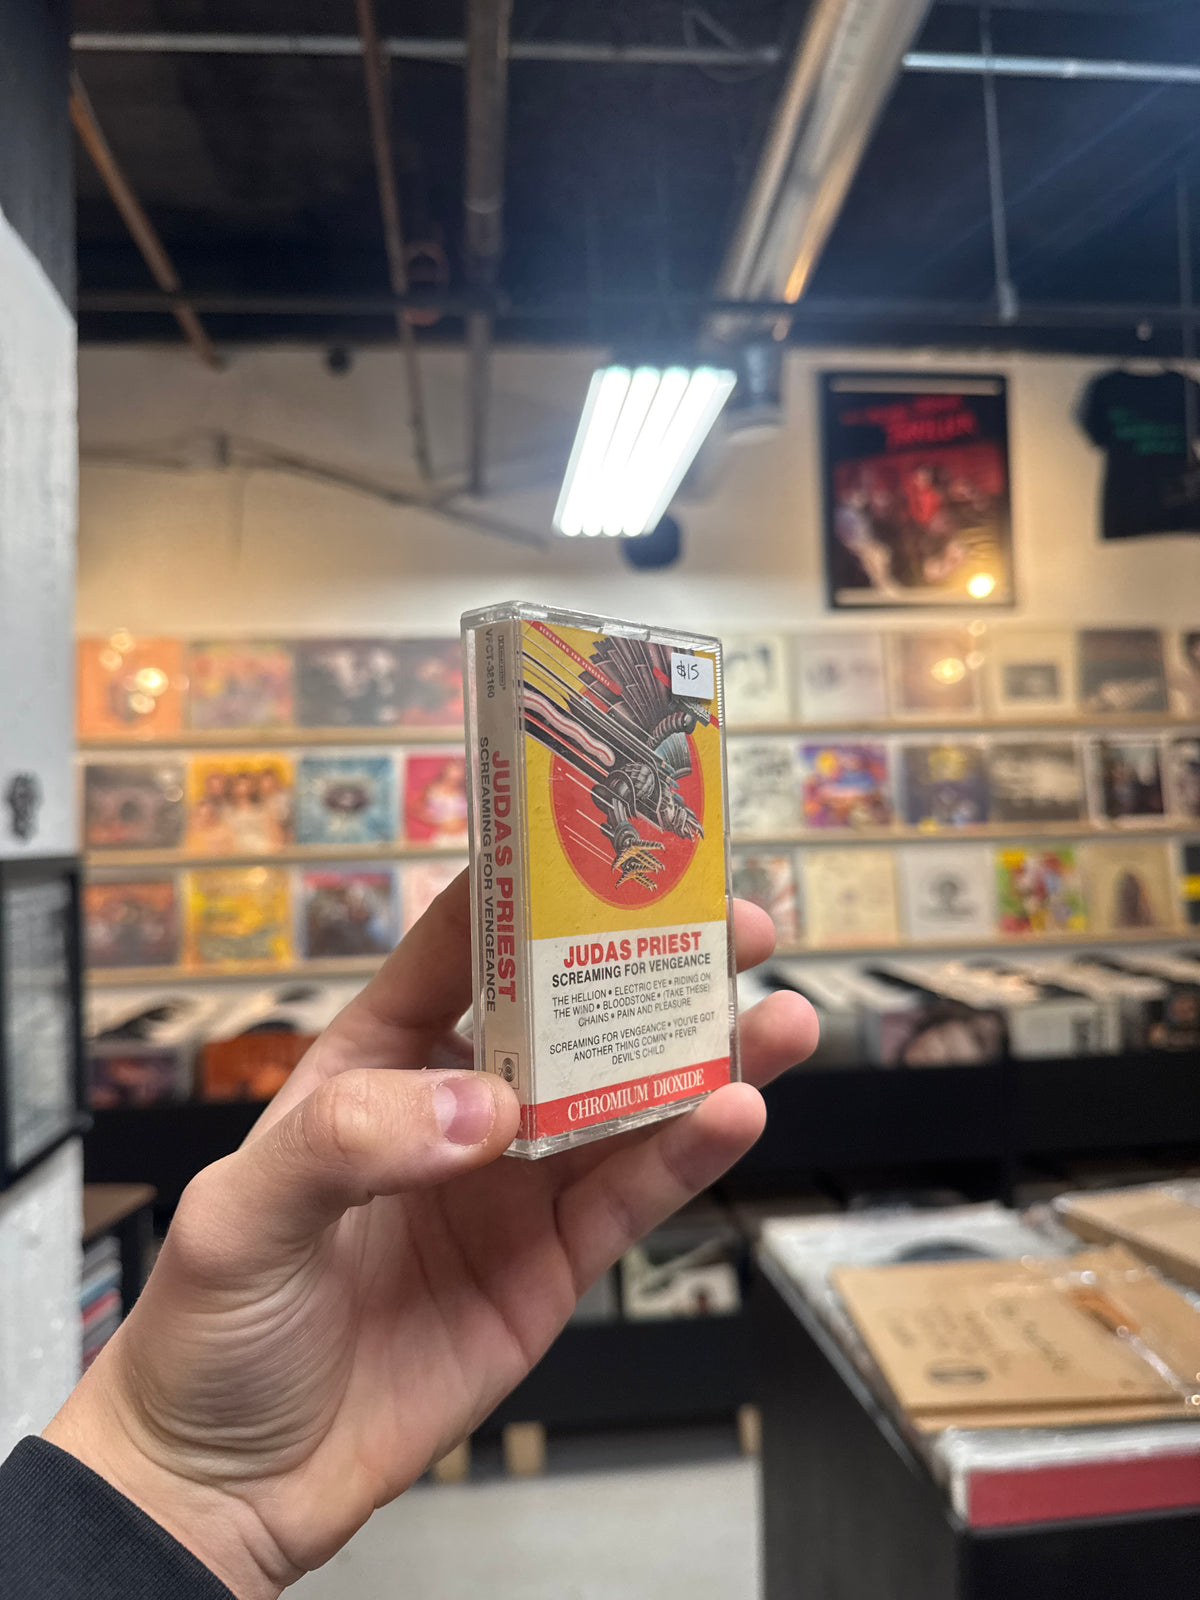 $15
SCREAMING FOR VENGEANCE
JUDAS PRIEST
SCREAMING FOR VENGEANCE
THE HELLION • ELECTRIC EYE • RIDING ON
THE WIND • BLOODSTONE • (TAKE THESE)
CHAINS • PAIN AND PLEASURE
SCREAMING FOR VENGEANCE • YOU'VE GOT
ANOTHER THING COMIN' • FEVER
DEVIL'S CHILD
CHROMIUM DIOXIDE
JUDAS PRIEST
SCREAMING FOR VENGEANCE
THRILLER